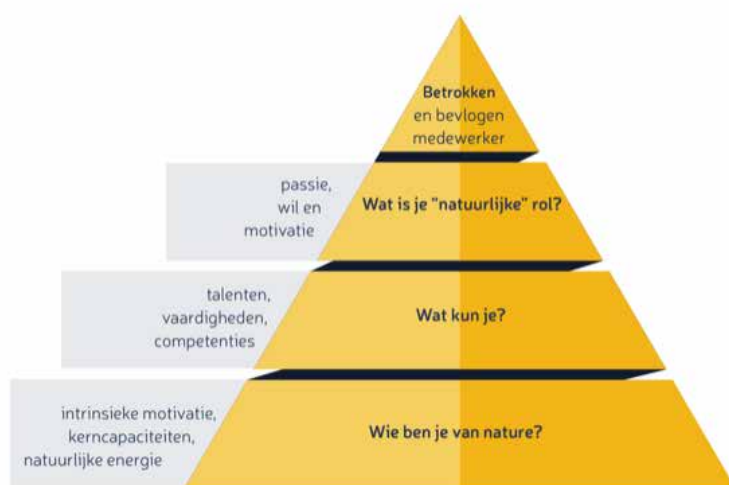 Betrokken
en bevlogen
medewerker
passie,
wil en
motivatie
Wat is je "natuurlijke" rol?
talenten,
vaardigheden,
competenties
Wat kun je?
intrinsieke motivatie,
kerncapaciteiten,
natuurlijke energie
Wie ben je van nature?